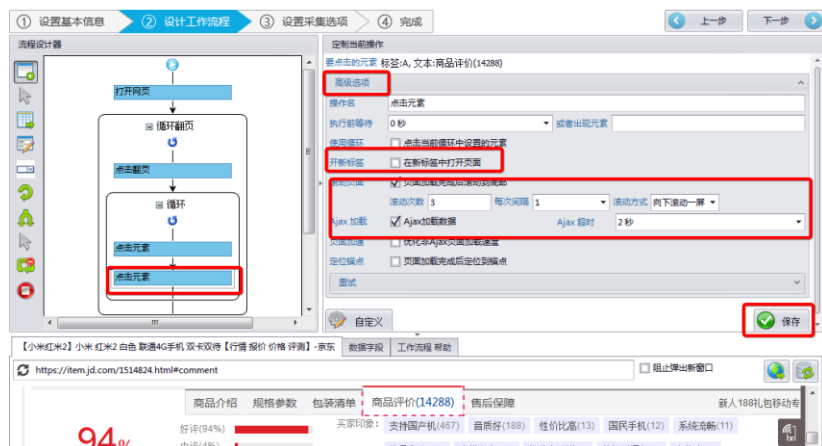 1 设置基本信息 2 设计工作流程 3 设置采集选项 4 完成 上一步 下一步
流程设计器
打开网页
循环翻页
点击翻页
循环
点击元素
点击元素
定制当前操作
要点击的元素 标签:A, 文本:商品评价(14288)
高级选项
操作名 点击元素
执行前等待 0 秒 或者出现元素
使用循环 点击当前循环中设置的元素
开新标签 在新标签中打开页面
滚动页面 页面加载完成后滚动到底部
滚动次数 3 每次间隔 1 滚动方式 向下滚动一屏
Ajax 加载 Ajax加载数据 Ajax 超时 2 秒
页面加速 优化非Ajax页面加载速度
定位锚点 页面加载完成后定位到锚点
重试
自定义 保存
【小米红米2】小米 红米2 白色 联通4G手机 双卡双待【行情 报价 价格 评测】-京东 数据字段 工作流程 帮助
https://item.jd.com/1514824.html#comment 阻止弹出新窗口
商品介绍 规格参数 包装清单 商品评价(14288) 售后保障 新人188礼包移动专
94% 好评(94%) 买家印象: 支持国产机(467) 音质好(188) 性价比高(13) 国民手机(12) 系统流畅(11)